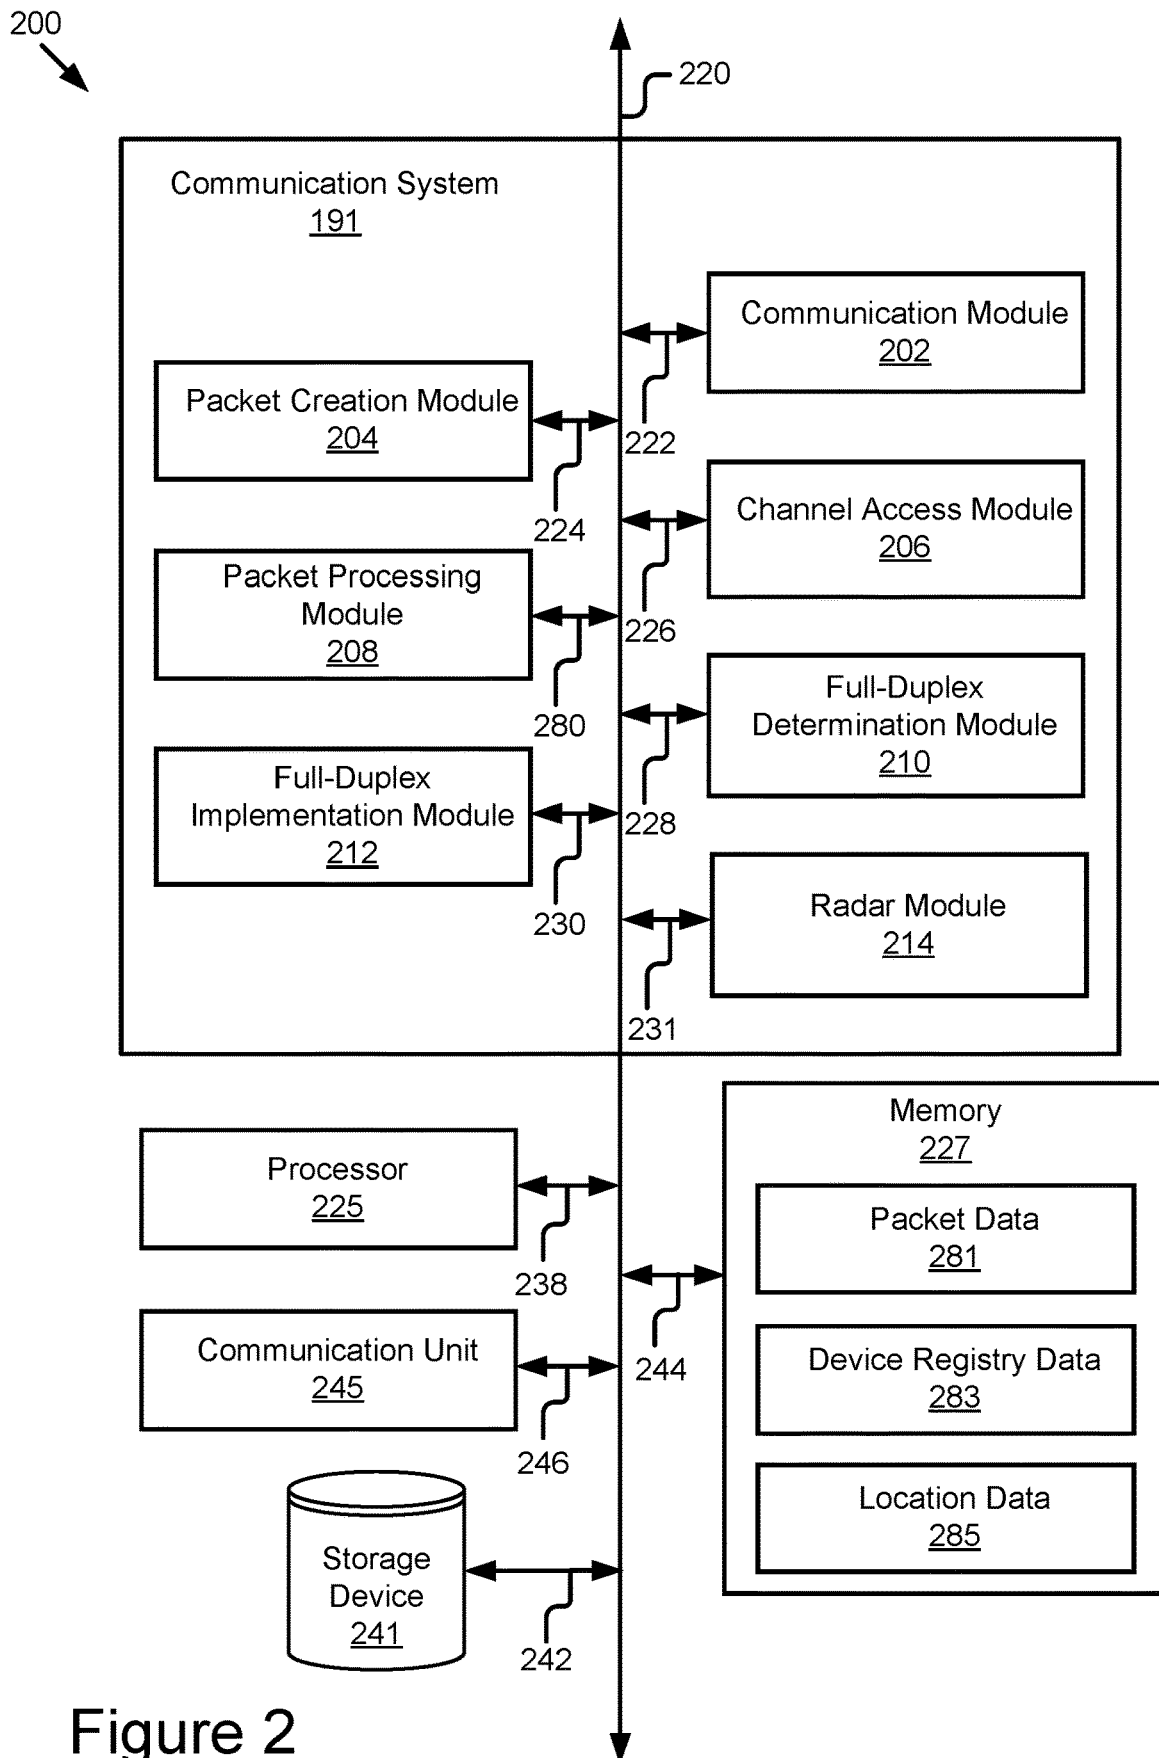 200
220
Communication System
191
Communication Module
202
222
Packet Creation Module
204
224
Channel Access Module
206
226
Packet Processing
Module
208
280
Full-Duplex
Determination Module
210
228
Full-Duplex
Implementation Module
212
230
Radar Module
214
231
Memory
227
Processor
225
238
Packet Data
281
244
Communication Unit
245
246
Device Registry Data
283
Location Data
285
Storage
Device
241
242
Figure 2